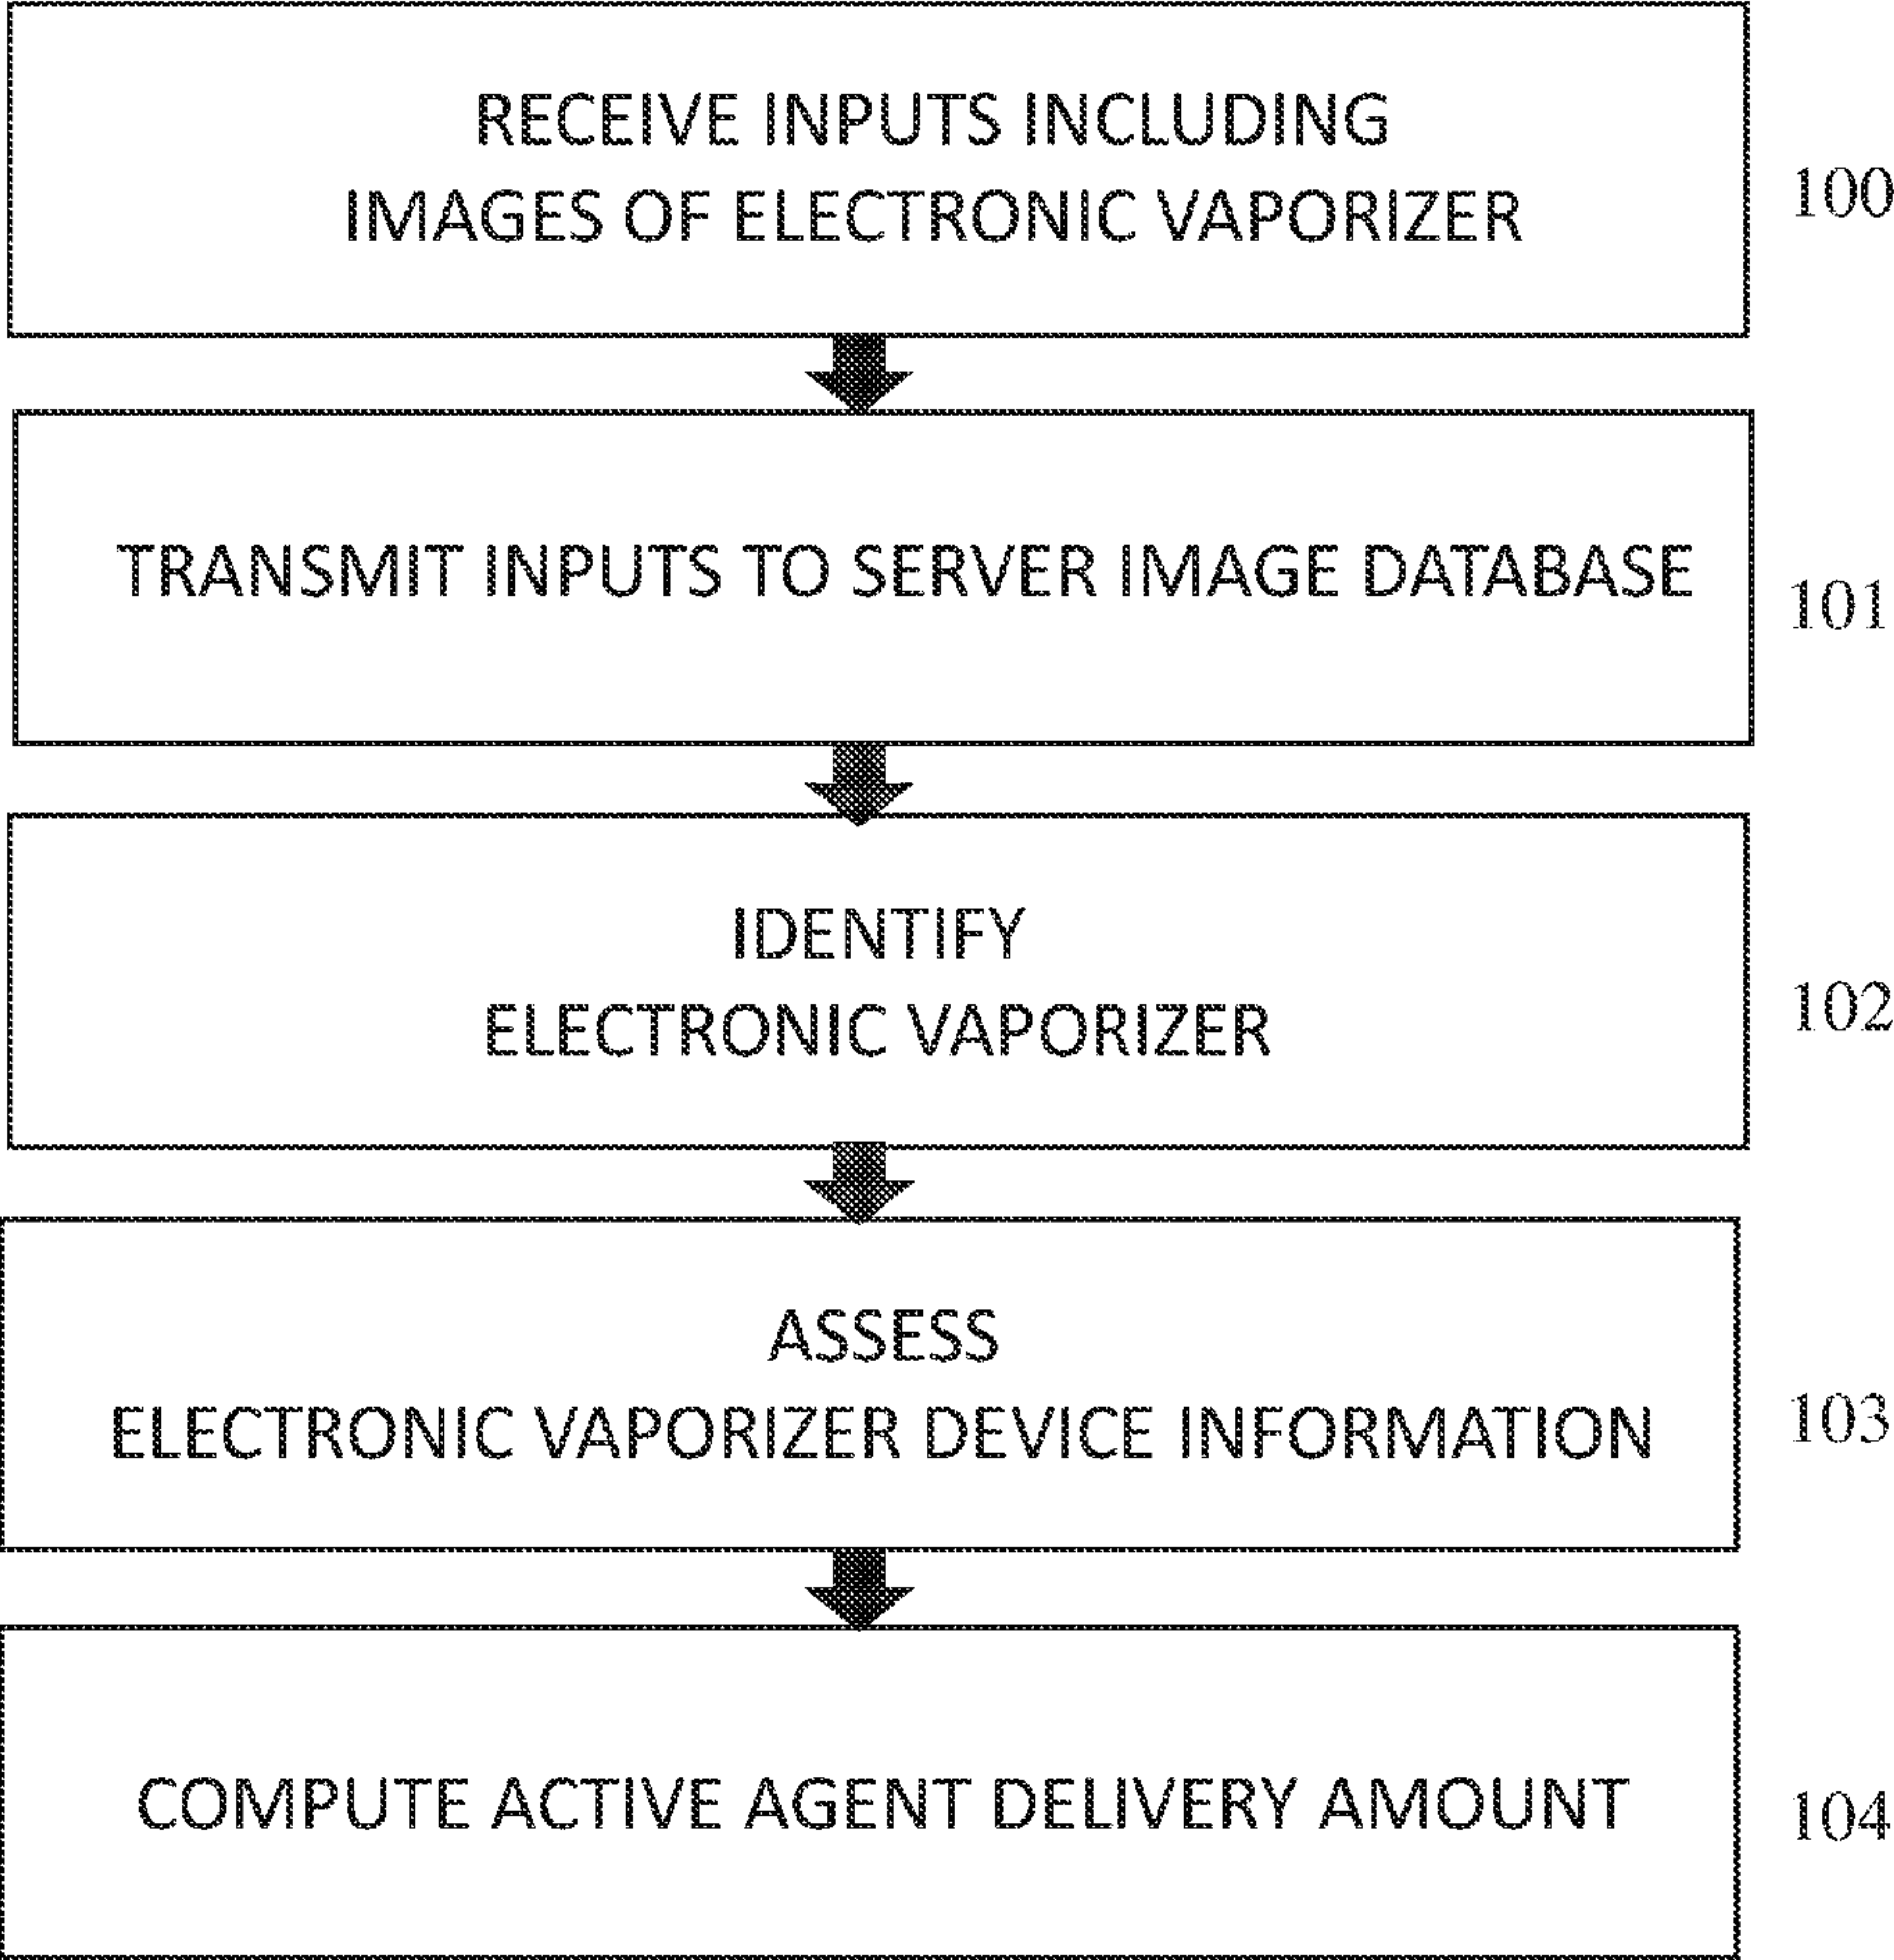 RECEIVE INPUTS INCLUDING
IMAGES OF ELECTRONIC VAPORIZER
100
TRANSMIT INPUTS TO SERVER IMAGE DATABASE
101
IDENTIFY
ELECTRONIC VAPORIZER
102
ASSESS
ELECTRONIC VAPORIZER DEVICE INFORMATION
103
COMPUTE ACTIVE AGENT DELIVERY AMOUNT
104